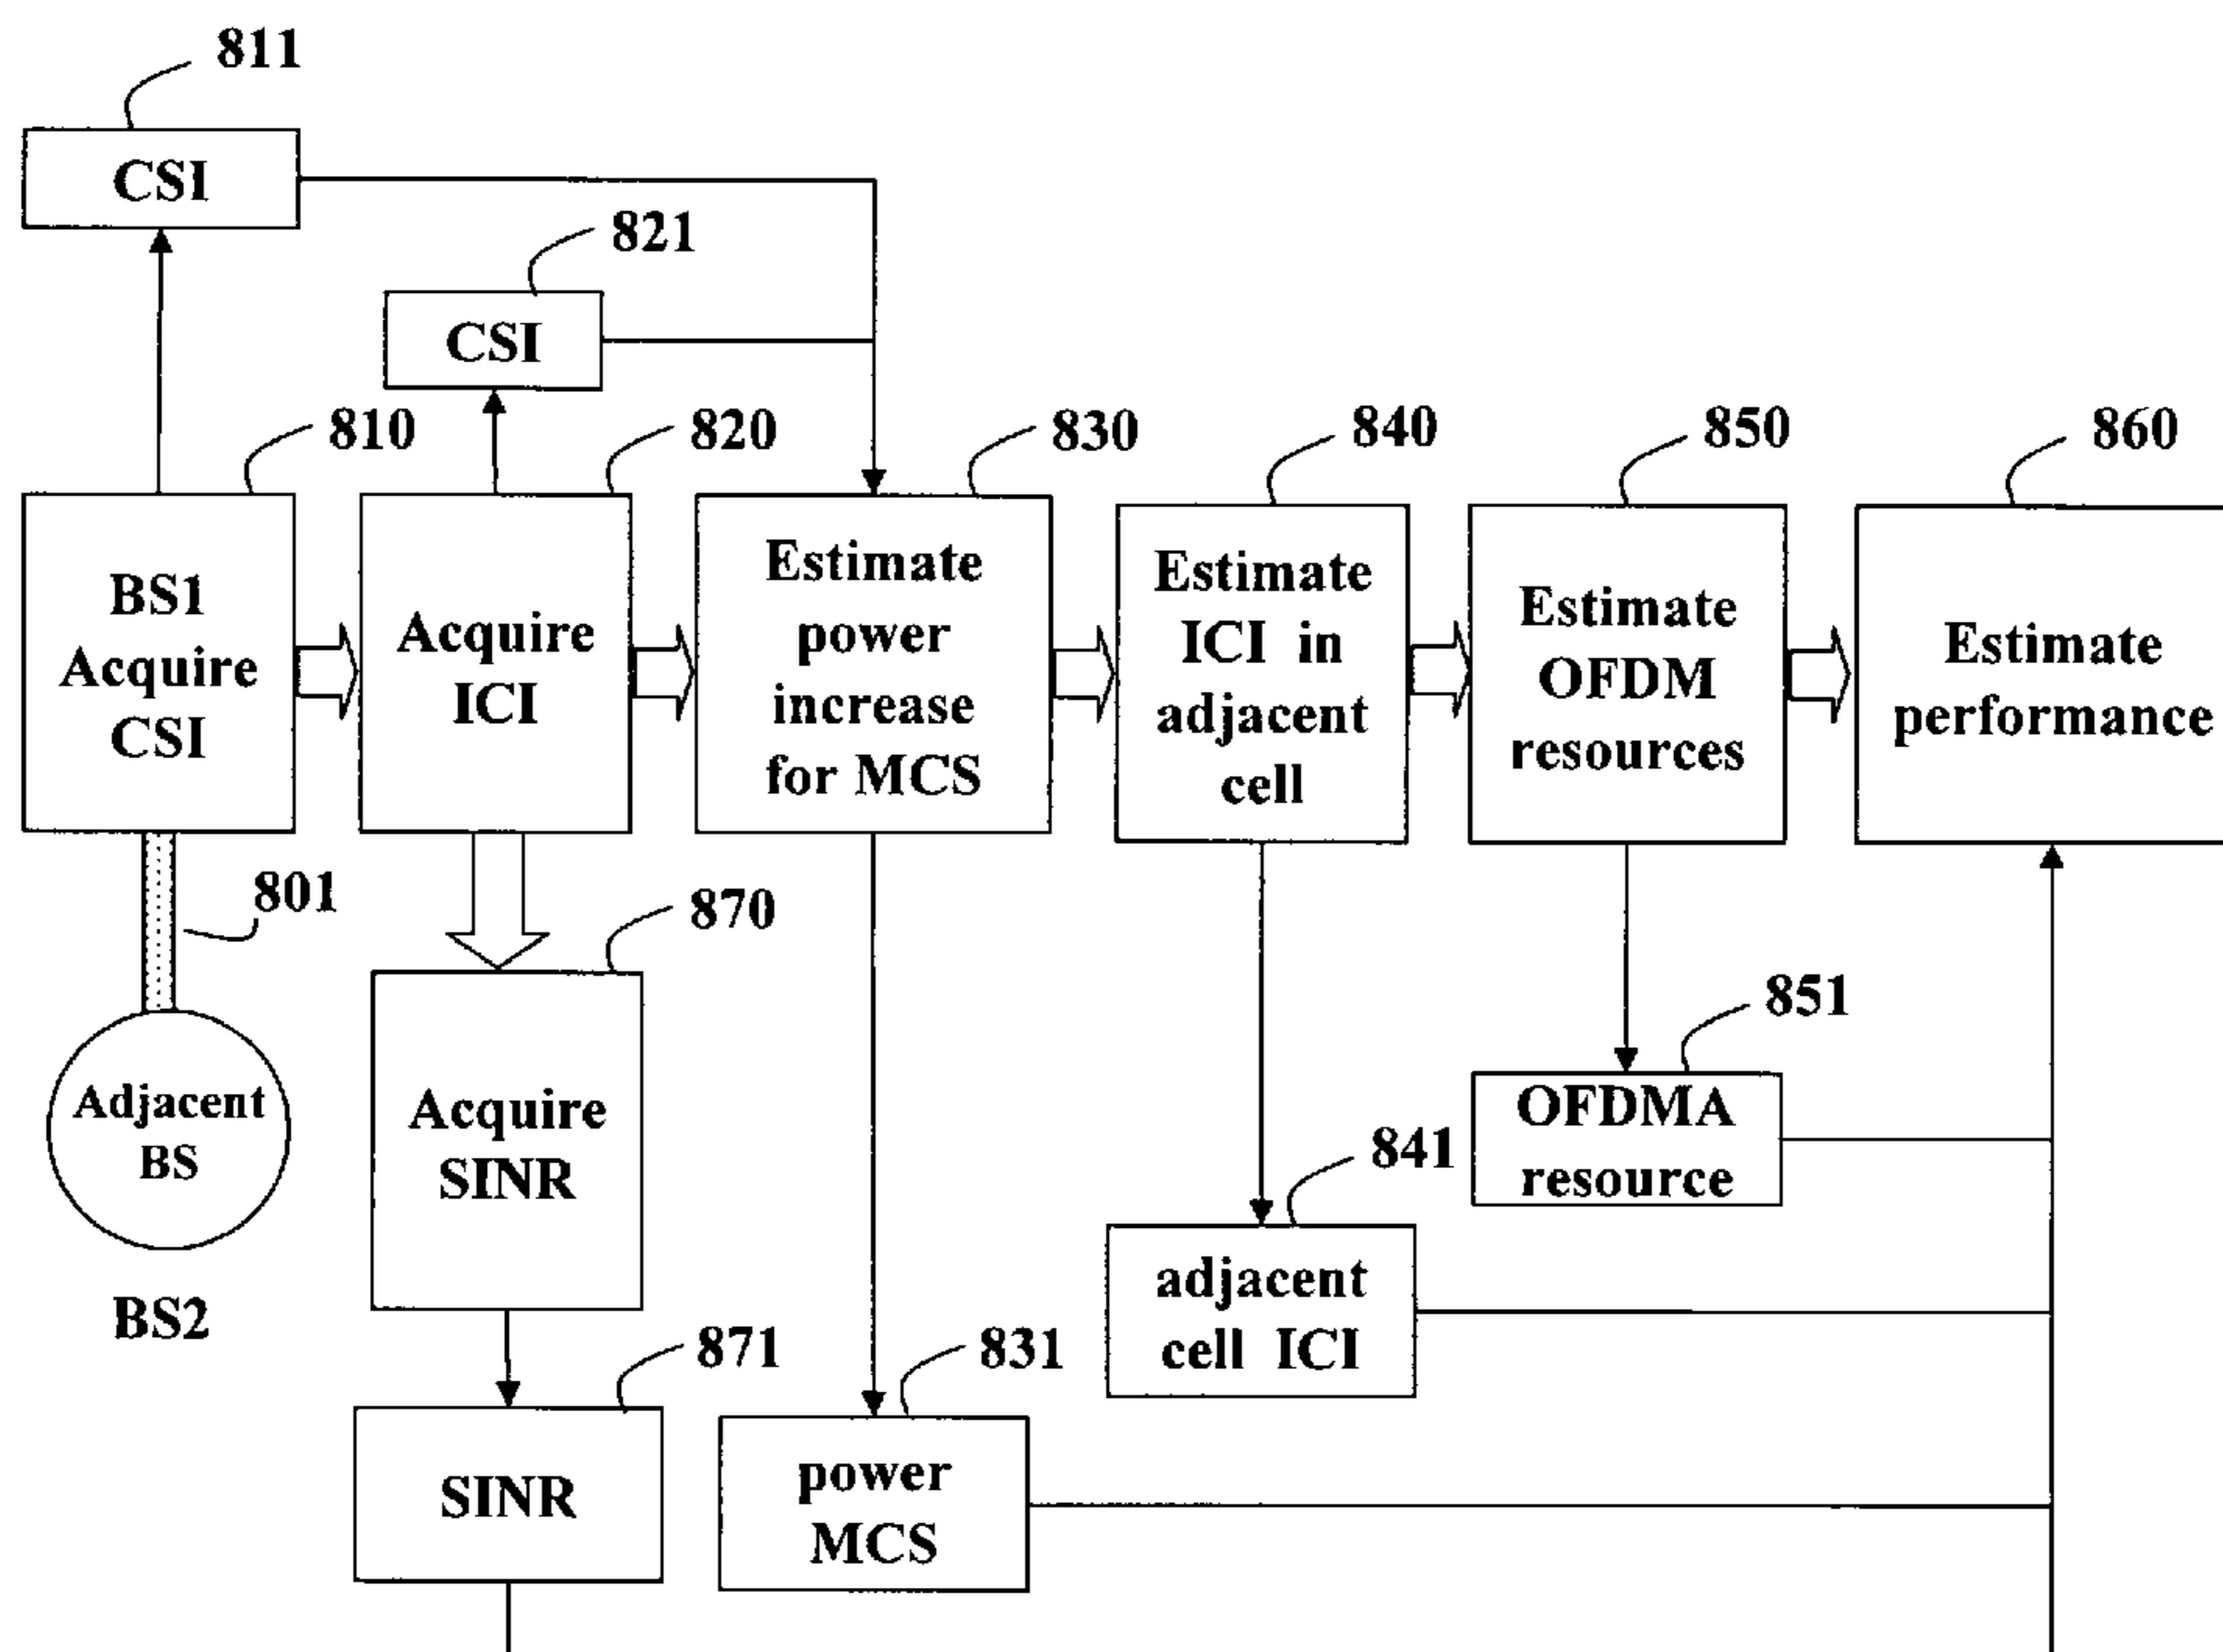 811
CSI
821
CSI
810
820
830
840
850
860
BS1
Acquire
CSI
Acquire
ICI
Estimate
power
increase
for MCS
Estimate
ICI in
adjacent
cell
Estimate
OFDM
resources
Estimate
performance
801
870
Adjacent
BS
BS2
Acquire
SINR
851
OFDMA
resource
841
adjacent
cell ICI
871
831
SINR
power
MCS